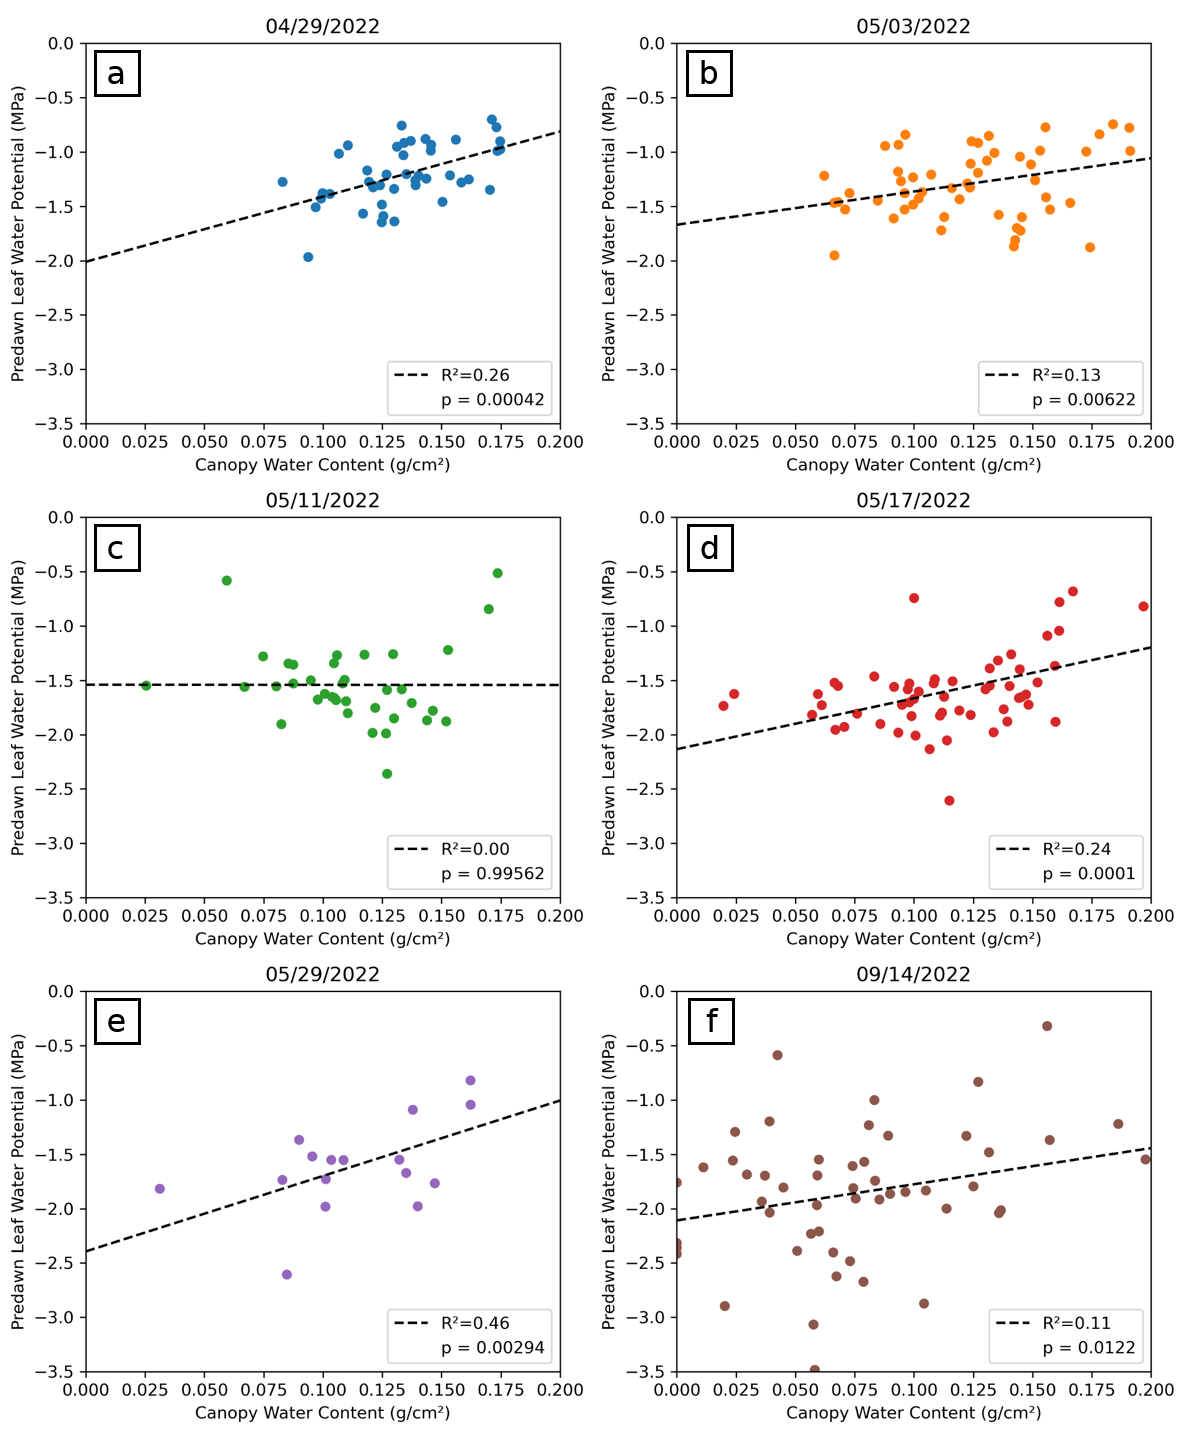 04/29/2022
a
0.0
−0.5
−1.0
−1.5
−2.0
−2.5
−3.0
−3.5
Predawn Leaf Water Potential (MPa)
R²=0.26
p = 0.00042
0.000 0.025 0.050 0.075 0.100 0.125 0.150 0.175 0.200
Canopy Water Content (g/cm²)
05/03/2022
b
0.0
−0.5
−1.0
−1.5
−2.0
−2.5
−3.0
−3.5
Predawn Leaf Water Potential (MPa)
R²=0.13
p = 0.00622
0.000 0.025 0.050 0.075 0.100 0.125 0.150 0.175 0.200
Canopy Water Content (g/cm²)
05/11/2022
c
0.0
−0.5
−1.0
−1.5
−2.0
−2.5
−3.0
−3.5
Predawn Leaf Water Potential (MPa)
R²=0.00
p = 0.99562
0.000 0.025 0.050 0.075 0.100 0.125 0.150 0.175 0.200
Canopy Water Content (g/cm²)
05/17/2022
d
0.0
−0.5
−1.0
−1.5
−2.0
−2.5
−3.0
−3.5
Predawn Leaf Water Potential (MPa)
R²=0.24
p = 0.0001
0.000 0.025 0.050 0.075 0.100 0.125 0.150 0.175 0.200
Canopy Water Content (g/cm²)
05/29/2022
e
0.0
−0.5
−1.0
−1.5
−2.0
−2.5
−3.0
−3.5
Predawn Leaf Water Potential (MPa)
R²=0.46
p = 0.00294
0.000 0.025 0.050 0.075 0.100 0.125 0.150 0.175 0.200
Canopy Water Content (g/cm²)
09/14/2022
f
0.0
−0.5
−1.0
−1.5
−2.0
−2.5
−3.0
−3.5
Predawn Leaf Water Potential (MPa)
R²=0.11
p = 0.0122
0.000 0.025 0.050 0.075 0.100 0.125 0.150 0.175 0.200
Canopy Water Content (g/cm²)